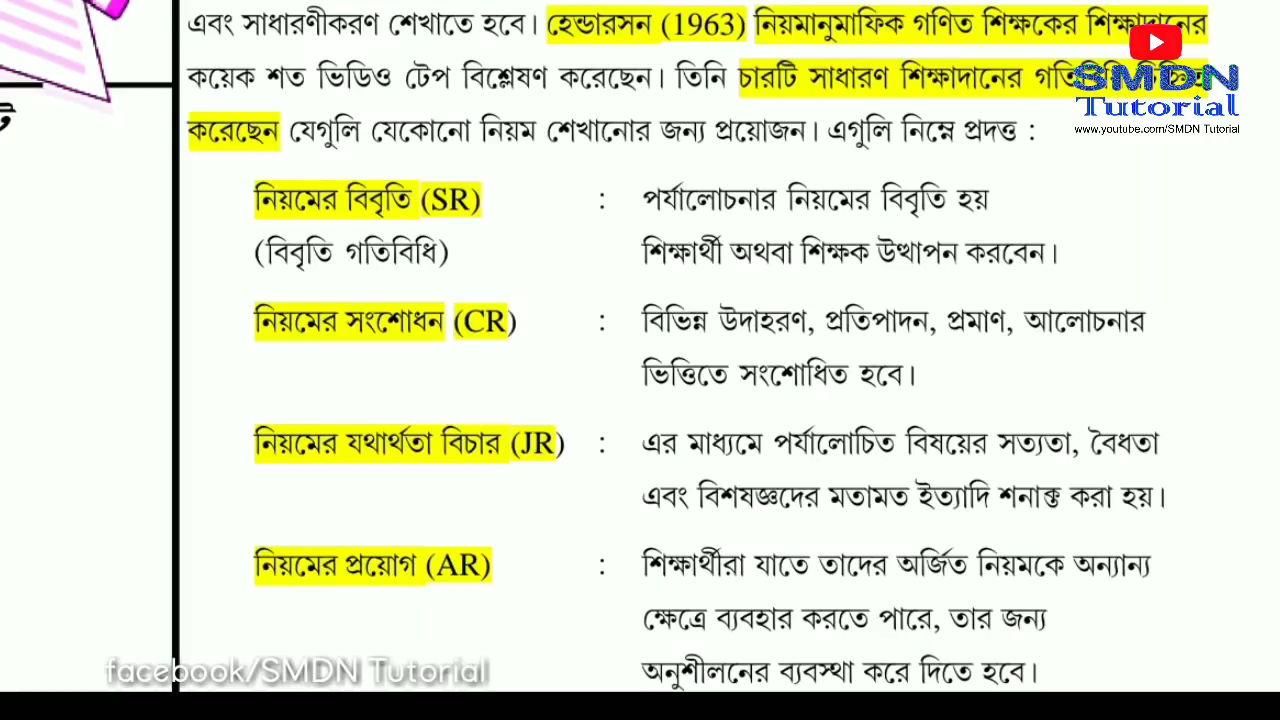 এবং সাধারণীকরণ শেখাতে হবে। হেন্ডারসন (1963) নিয়মানুমাফিক গণিত শিক্ষকের শিক্ষাদানের
কয়েক শত ভিডিও টেপ বিশ্লেষণ করেছেন। তিনি চারটি সাধারণ শিক্ষাদানের
করেছেন যেগুলি যেকোনো নিয়ম শেখানোর জন্য প্রয়োজন। এগুলি নিম্নে প্রদত্ত :
SMDN
Tutorial
www.youtube.com/SMDN Tutorial
নিয়মের বিবৃতি (SR) : পর্যালোচনার নিয়মের বিবৃতি হয়
(বিবৃতি গতিবিধি) শিক্ষার্থী অথবা শিক্ষক উত্থাপন করবেন।
নিয়মের সংশোধন (CR) : বিভিন্ন উদাহরণ, প্রতিপাদন, প্রমাণ, আলোচনার
ভিত্তিতে সংশোধিত হবে।
নিয়মের যথার্থতা বিচার (JR) : এর মাধ্যমে পর্যালোচিত বিষয়ের সত্যতা, বৈধতা
এবং বিশষজ্ঞদের মতামত ইত্যাদি শনাক্ত করা হয়।
নিয়মের প্রয়োগ (AR) : শিক্ষার্থীরা যাতে তাদের অর্জিত নিয়মকে অন্যান্য
ক্ষেত্রে ব্যবহার করতে পারে, তার জন্য
অনুশীলনের ব্যবস্থা করে দিতে হবে।
facebook/SMDN Tutorial